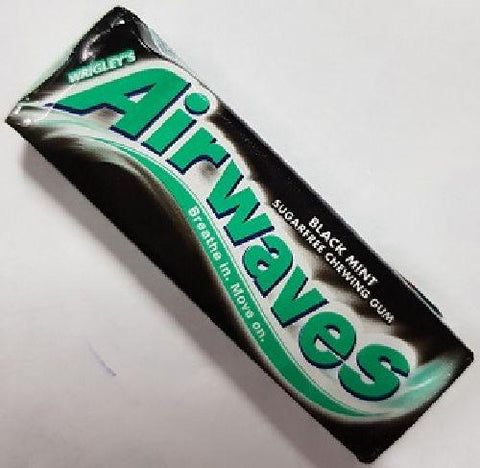 WRIGLEY'S
Airwaves
BLACK MINT
SUGARFREE CHEWING GUM
Breathe in. Move on.